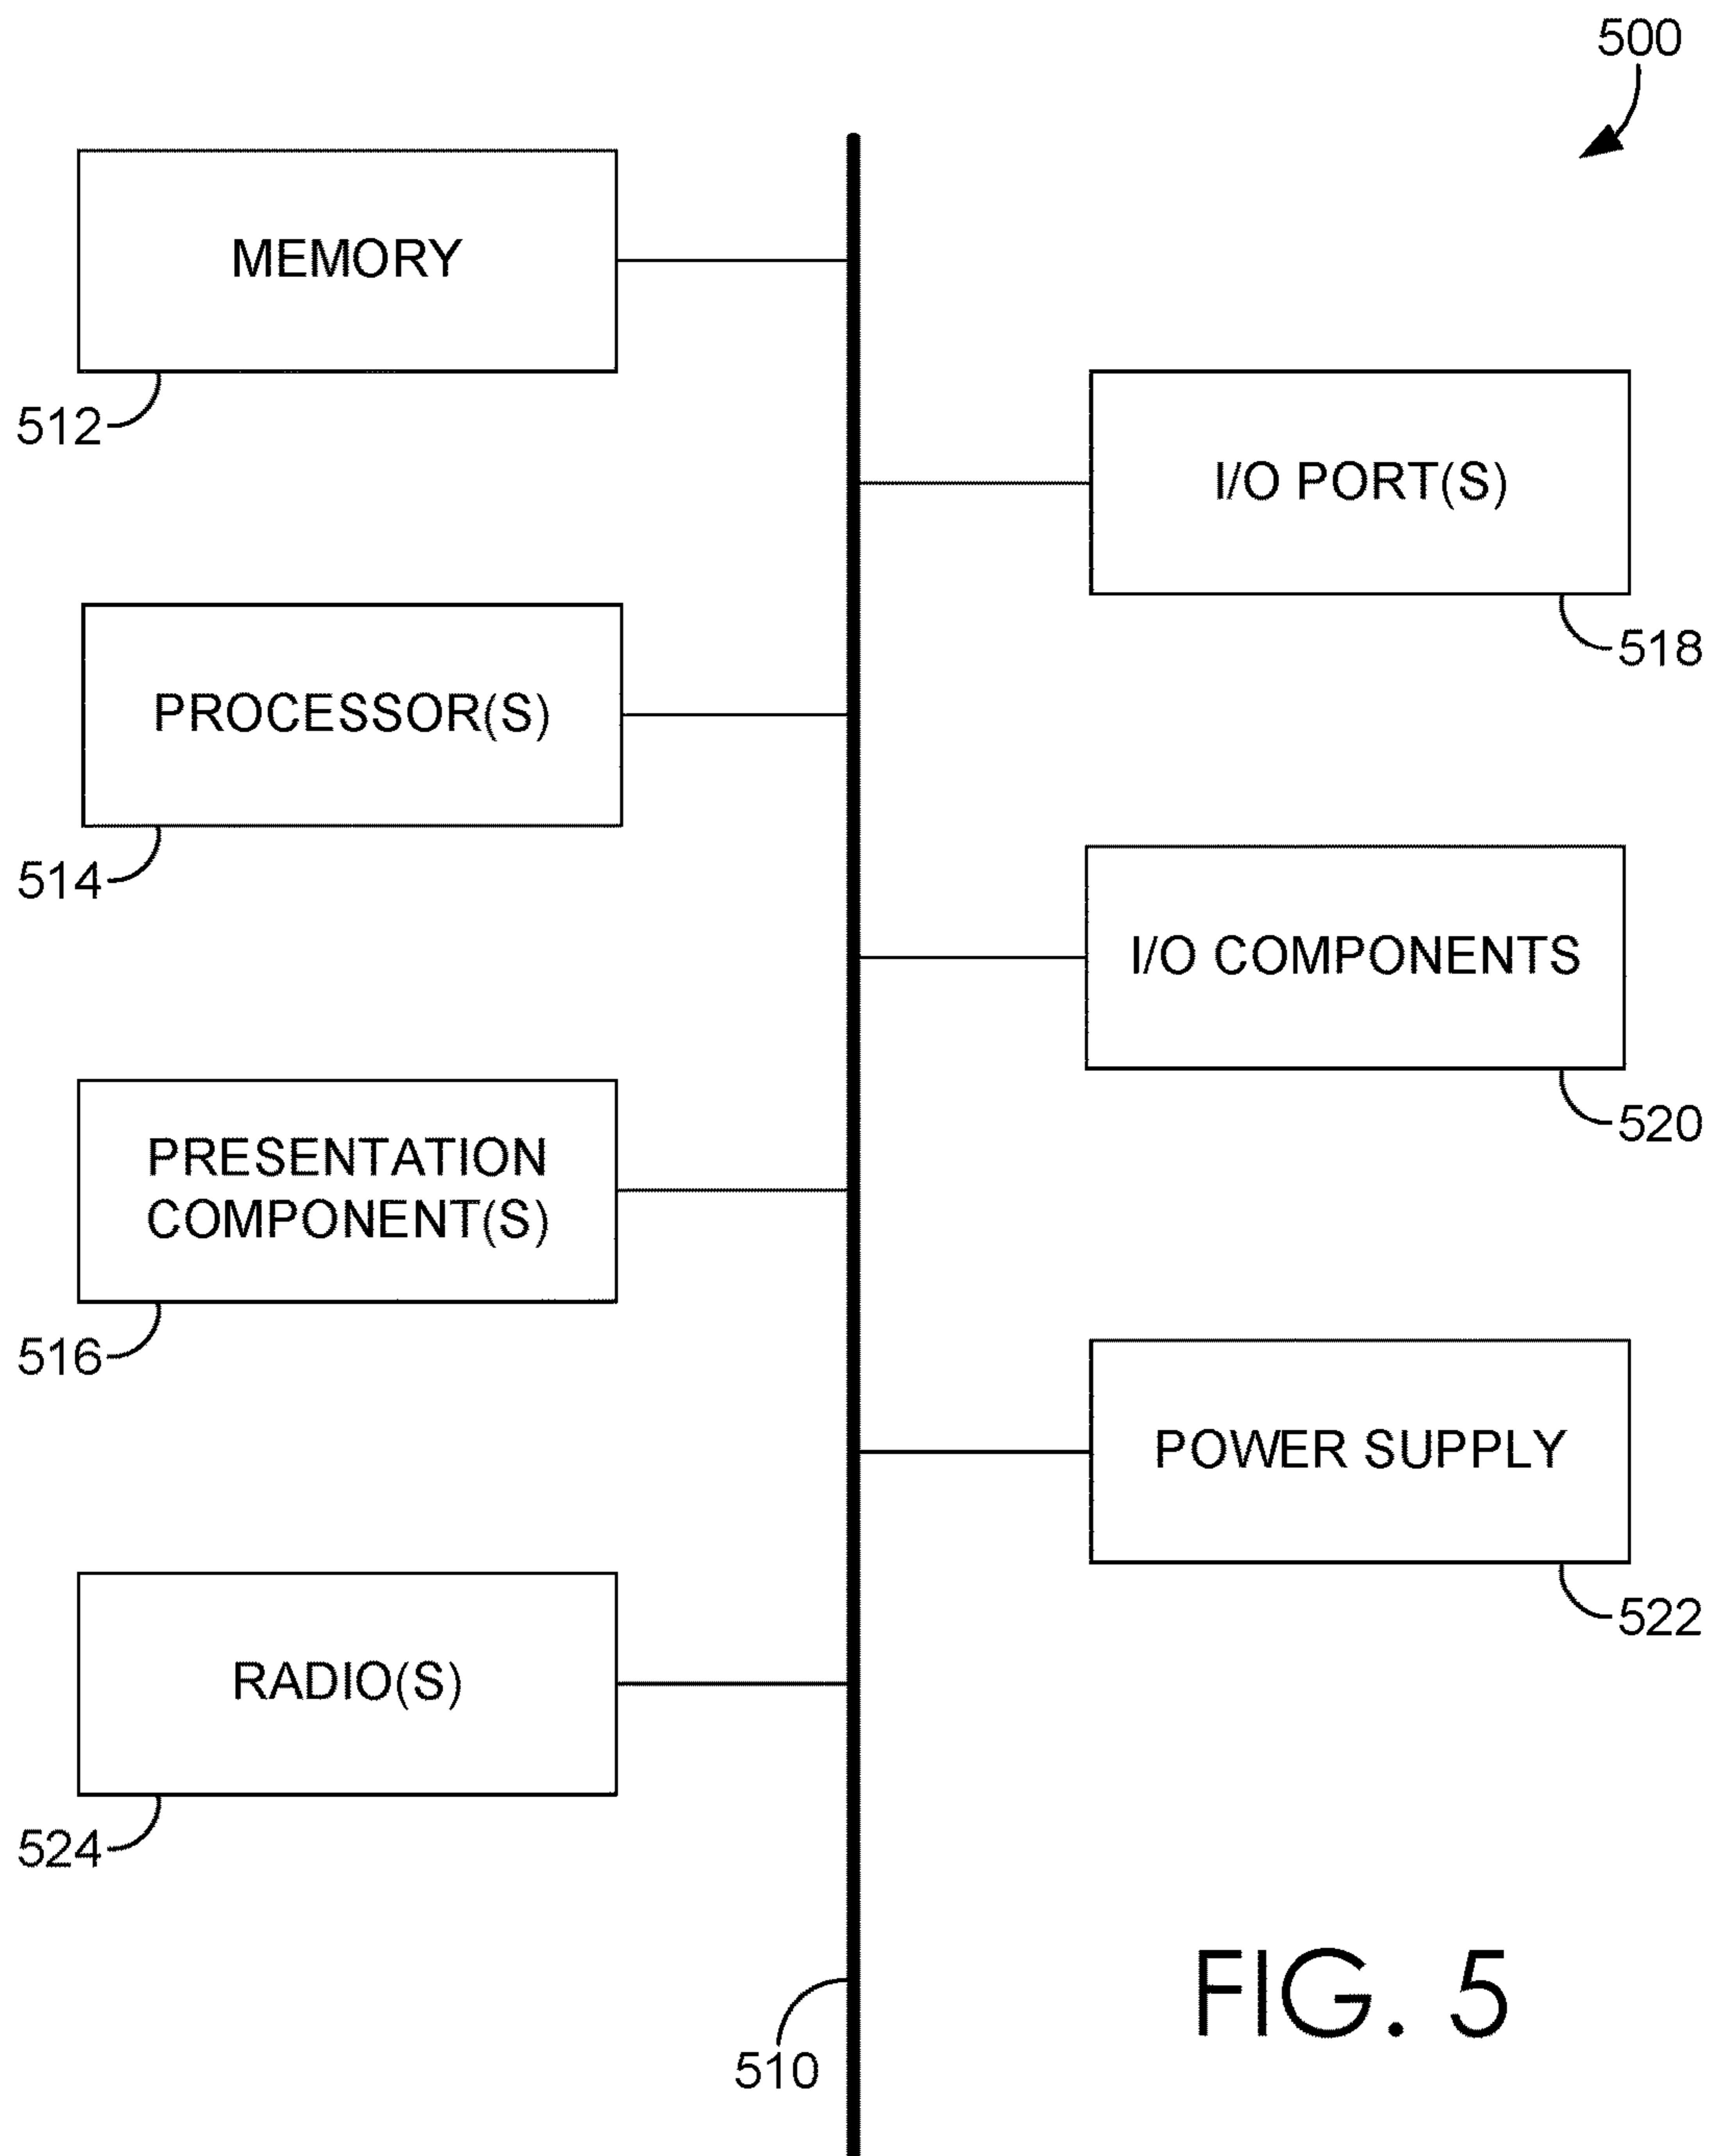 500
MEMORY
512
I/O PORT(S)
518
PROCESSOR(S)
514
I/O COMPONENTS
520
PRESENTATION
COMPONENT(S)
516
POWER SUPPLY
522
RADIO(S)
524
510
FIG. 5